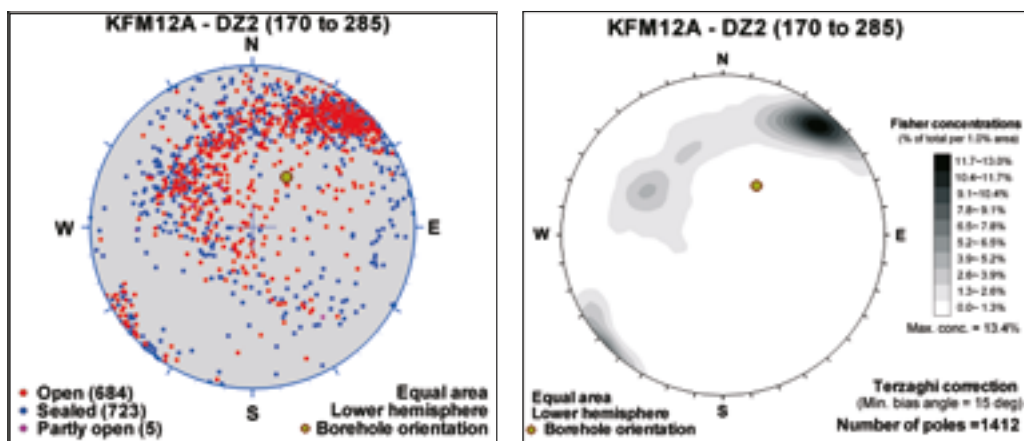 KFM12A - DZ2 (170 to 285)
N
W
E
S
Open (684)
Sealed (723)
Partly open (5)
Equal area
Lower hemisphere
Borehole orientation
KFM12A - DZ2 (170 to 285)
N
W
E
S
Fisher concentrations
(% of total per 1.0% area)
11.7~13.0%
10.4~11.7%
9.1~10.4%
7.8~ 9.1%
6.5~ 7.8%
5.2~ 6.5%
3.9~ 5.2%
2.6~ 3.9%
1.3~ 2.6%
0.0~ 1.3%
Max. conc. = 13.4%
Equal area
Lower hemisphere
Borehole orientation
Terzaghi correction
(Min. bias angle = 15 deg)
Number of poles =1412